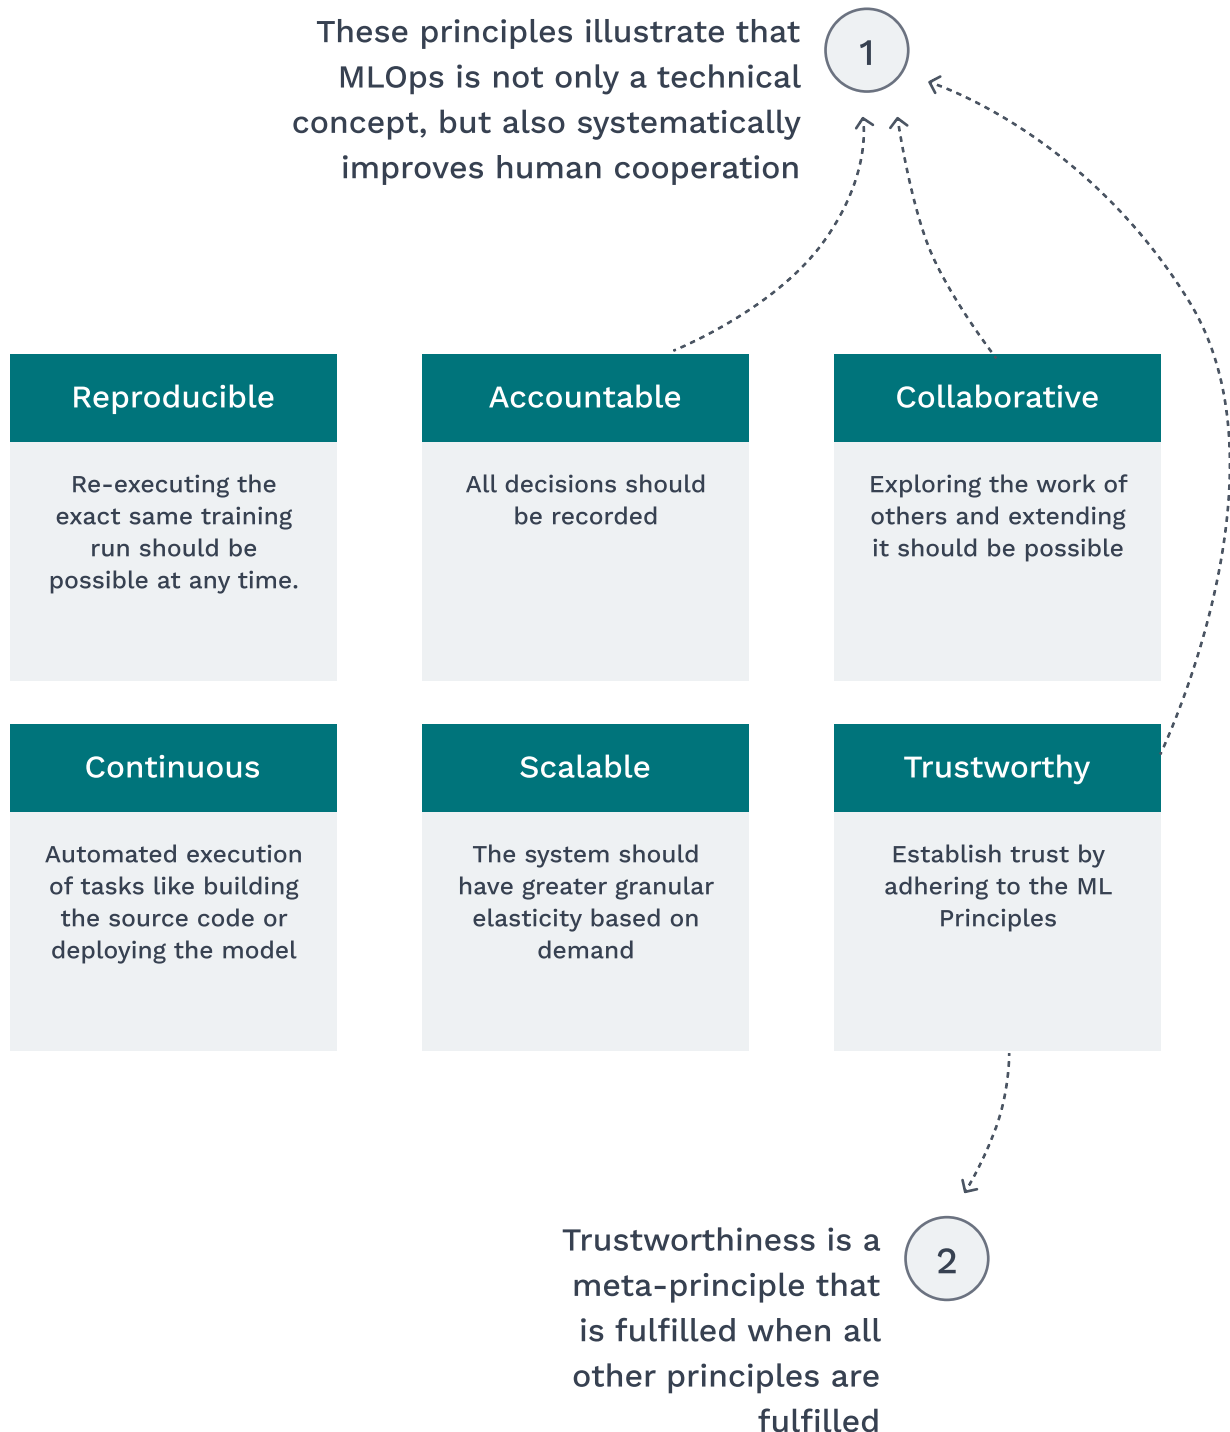 These principles illustrate that
MLOps is not only a technical
concept, but also systematically
improves human cooperation
1
Reproducible
Re-executing the
exact same training
run should be
possible at any time.
Accountable
All decisions should
be recorded
Collaborative
Exploring the work of
others and extending
it should be possible
Continuous
Automated execution
of tasks like building
the source code or
deploying the model
Scalable
The system should
have greater granular
elasticity based on
demand
Trustworthy
Establish trust by
adhering to the ML
Principles
Trustworthiness is a
meta-principle that
is fulfilled when all
other principles are
fulfilled
2